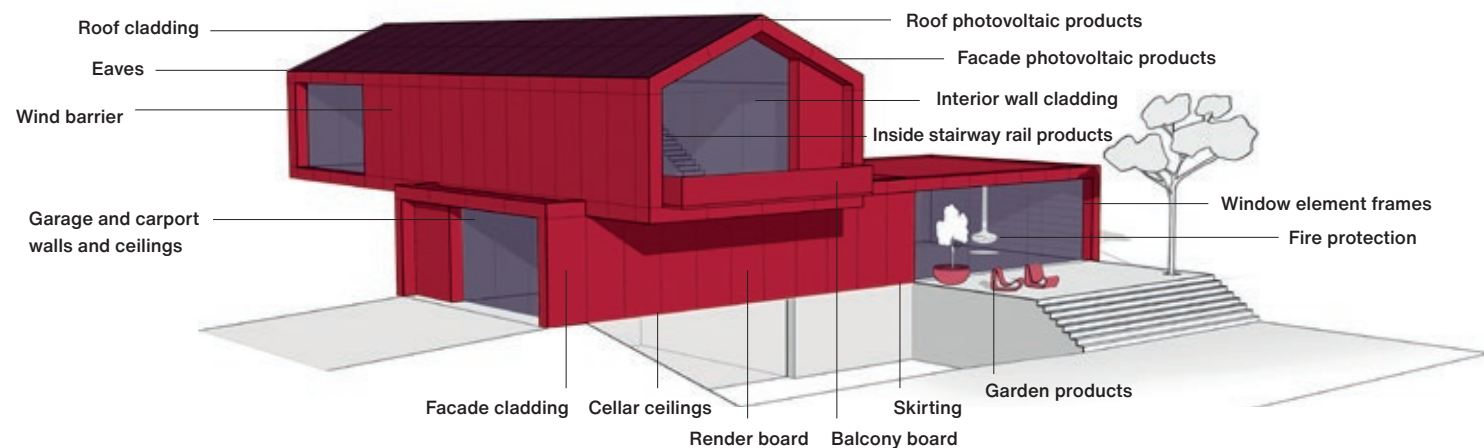 Roof cladding
Roof photovoltaic products
Eaves
Facade photovoltaic products
Wind barrier
Interior wall cladding
Inside stairway rail products
Garage and carport
walls and ceilings
Window element frames
Fire protection
Garden products
Facade cladding
Cellar ceilings
Skirting
Render board
Balcony board